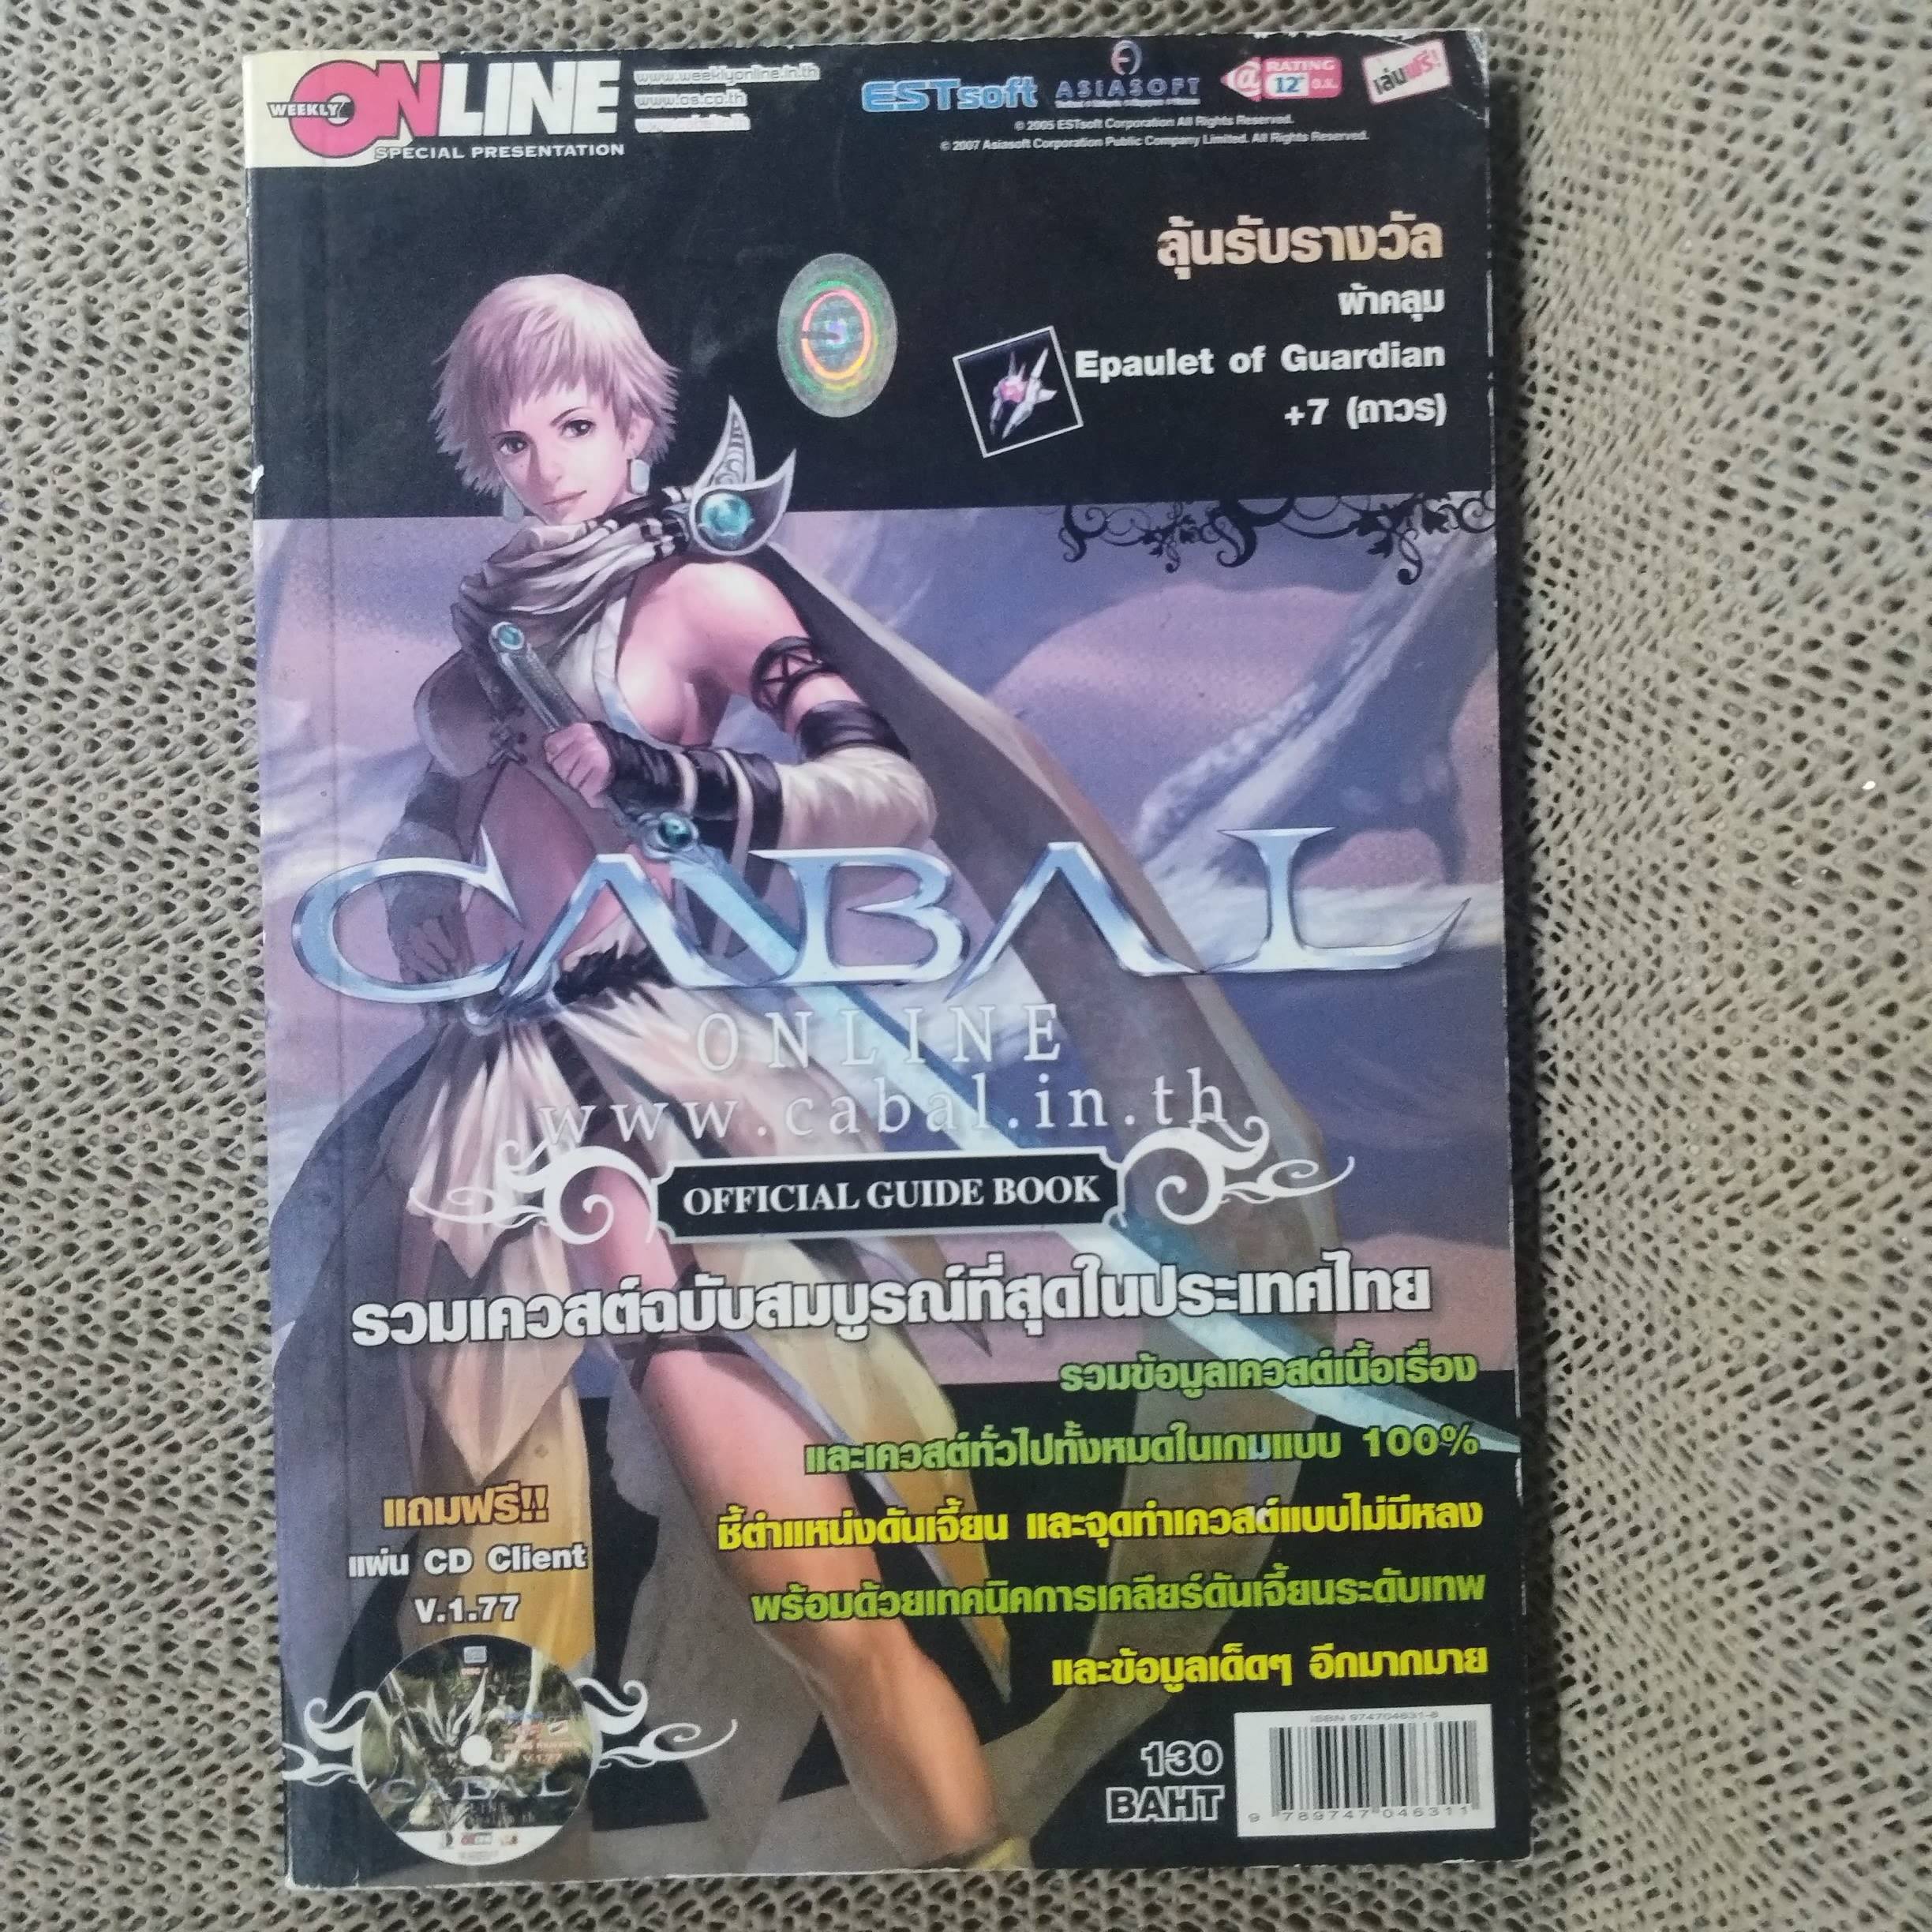 WEEKLY ONLINE
SPECIAL PRESENTATION
www.weeklyonline.in.th
www.os.co.th
ESTsoft
ASIASOFT
@ RATING
12+ ด.ร.
เล่นฟรี!
© 2005 ESTsoft Corporation All Rights Reserved.
© 2007 Asiasoft Corporation Public Company Limited. All Rights Reserved.
ลุ้นรับรางวัล
ผ้าคลุม
Epaulet of Guardian
+7 (ถาวร)
CABAL
ONLINE
www.cabal.in.th
OFFICIAL GUIDE BOOK
รวมเควสต์ฉบับสมบูรณ์ที่สุดในประเทศไทย
รวมข้อมูลเควสต์เนื้อเรื่อง
และเควสต์ทั่วไปทั้งหมดในเกมแบบ 100%
ชี้ตำแหน่งดันเจี้ยน และจุดทำเควสต์แบบไม่มีหลง
พร้อมด้วยเทคนิคการเคลียร์ดันเจี้ยนระดับเทพ
และข้อมูลเด็ดๆ อีกมากมาย
แถมฟรี!!
แผ่น CD Client
V.1.77
V.1.77
CABAL
130
BAHT
ISBN 974704631-8
9 789747 046311